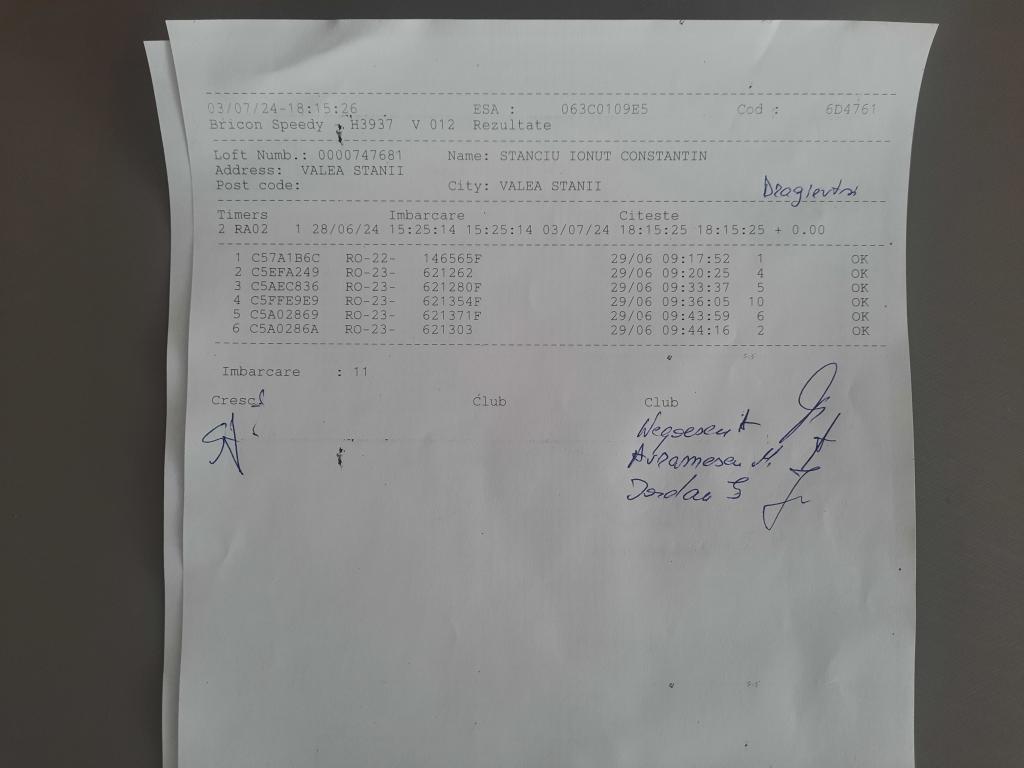 03/07/24-18:15:26 ESA : 063C0109E5 Cod : 6D4761
Bricon Speedy - H3937 V 012 Rezultate
Loft Numb.: 0000747681 Name: STANCIU IONUT CONSTANTIN
Address: VALEA STANII
Post code: City: VALEA STANII
Timers Imbarcare Citeste
2 RA02 1 28/06/24 15:25:14 15:25:14 03/07/24 18:15:25 18:15:25 + 0.00
1 C57A1B6C RO-22- 146565F 29/06 09:17:52 1 OK
2 C5EFA249 RO-23- 621262 29/06 09:20:25 4 OK
3 C5AEC836 RO-23- 621280F 29/06 09:33:37 5 OK
4 C5FFE9E9 RO-23- 621354F 29/06 09:36:05 10 OK
5 C5A02869 RO-23- 621371F 29/06 09:43:59 6 OK
6 C5A0286A RO-23- 621303 29/06 09:44:16 2 OK
Imbarcare : 11
Club Club
Avramescu M.
Iordan G